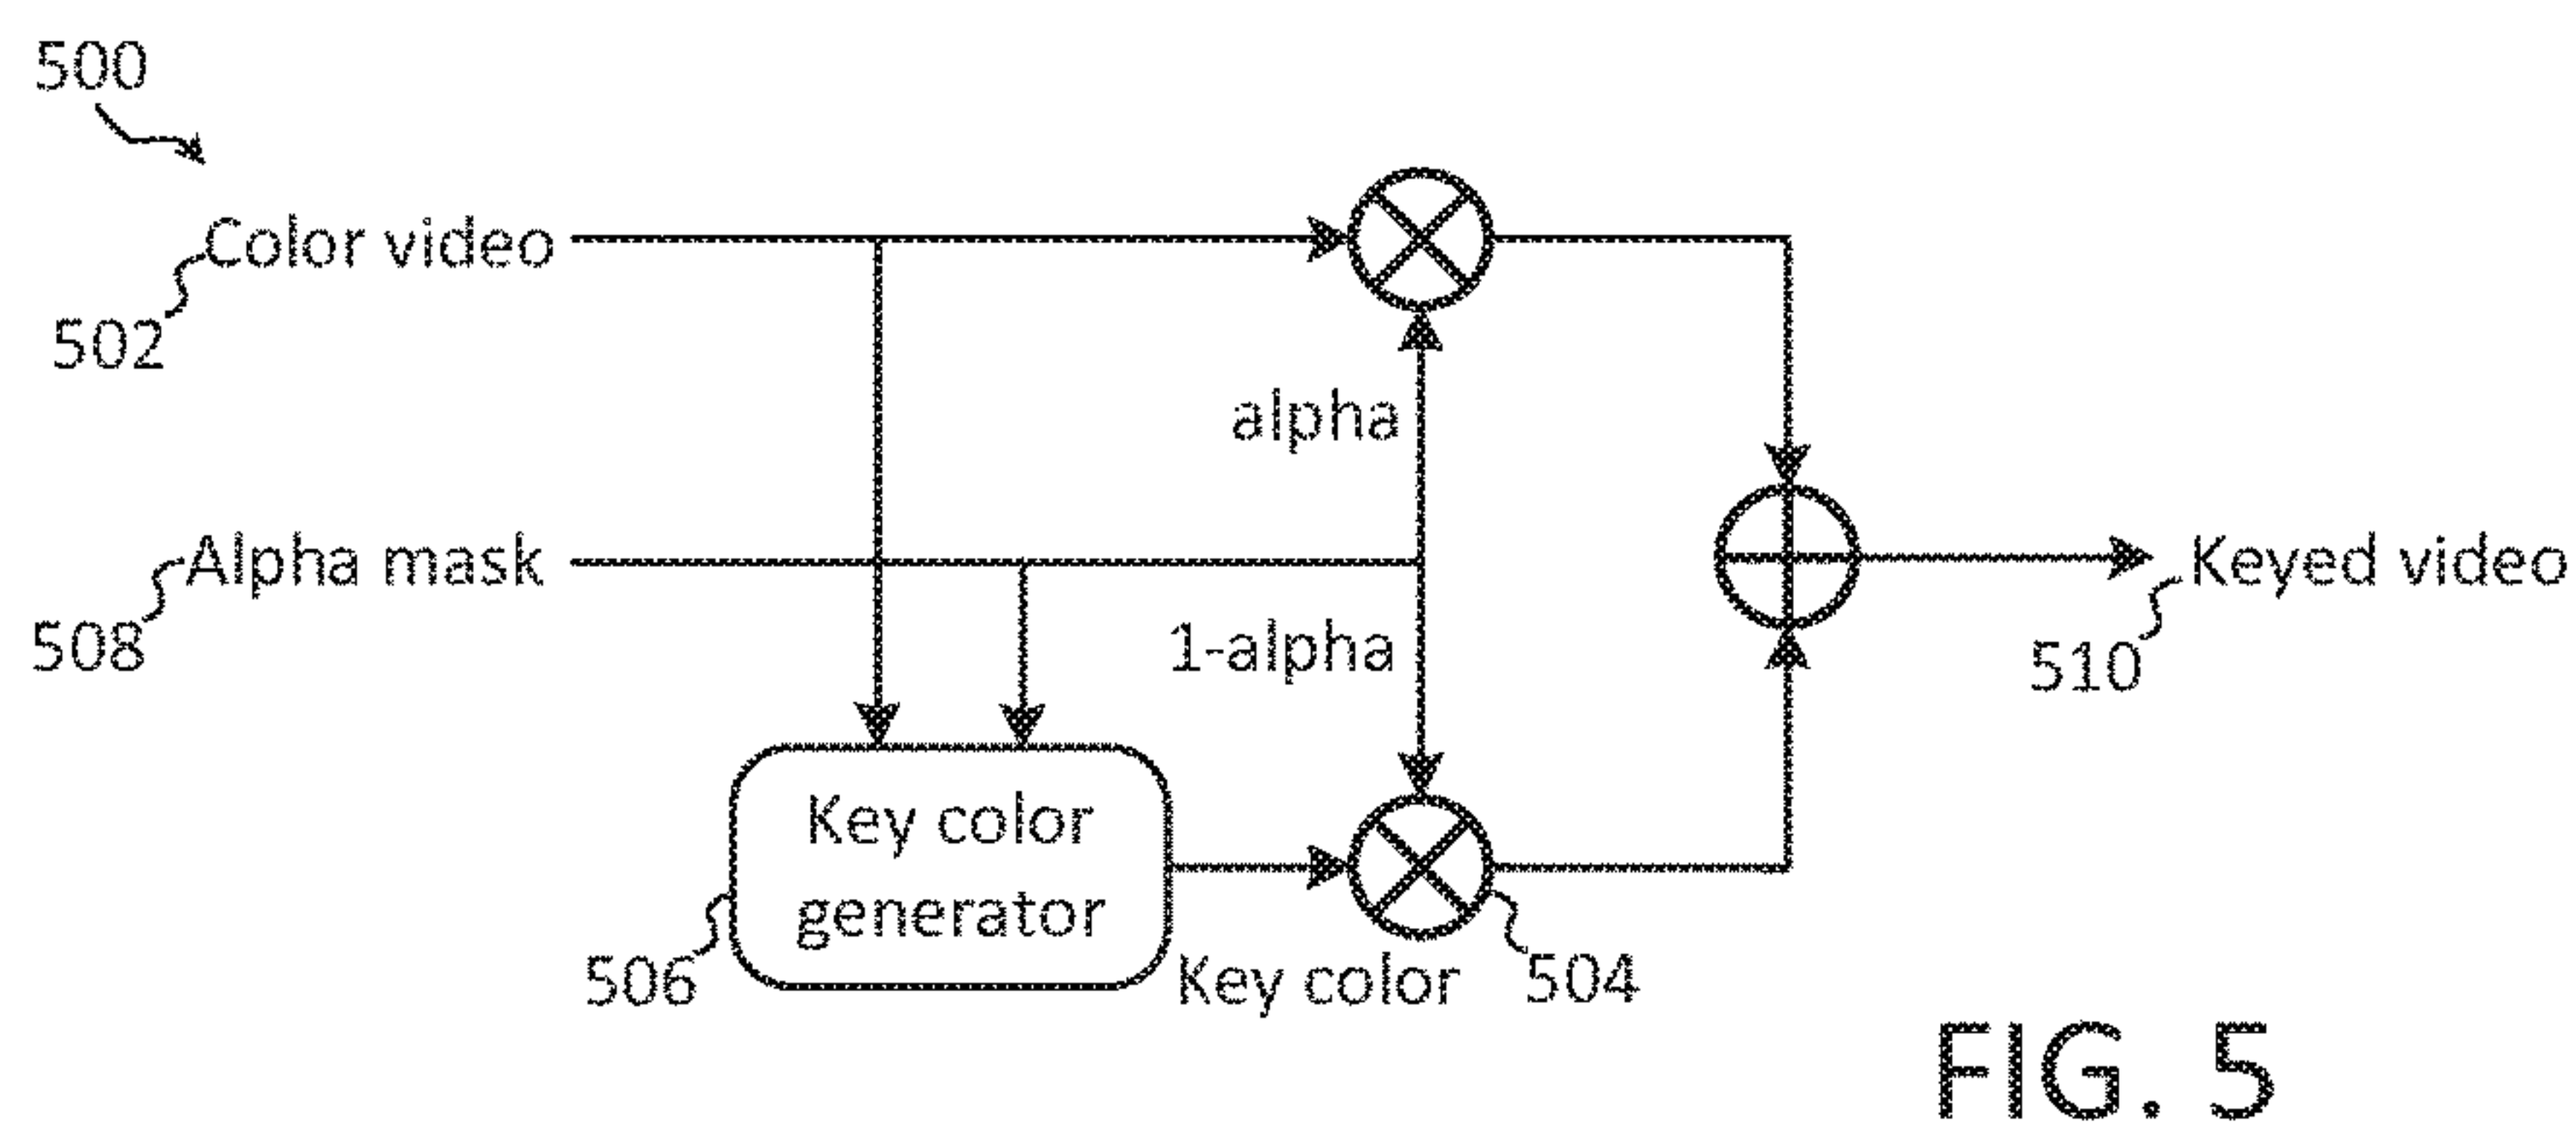 500
Color video
502
alpha
Alpha mask
508
1-alpha
Keyed video
510
Key color
generator
506
Key color
504
FIG. 5